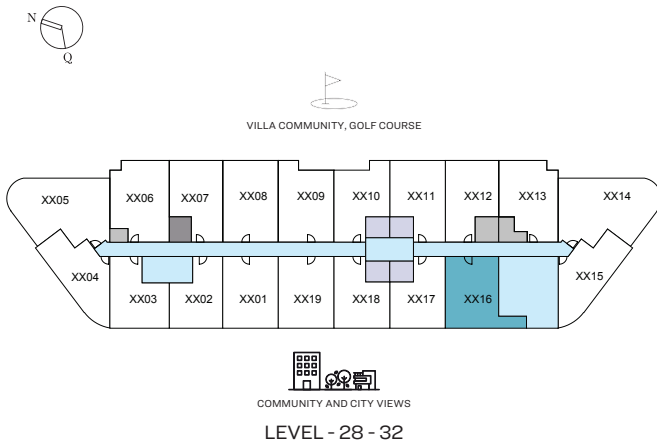 N
Q
VILLA COMMUNITY, GOLF COURSE
XX05
XX06
XX07
XX08
XX09
XX10
XX11
XX12
XX13
XX14
XX04
XX03
XX02
XX01
XX19
XX18
XX17
XX16
XX15
COMMUNITY AND CITY VIEWS
LEVEL - 28 - 32